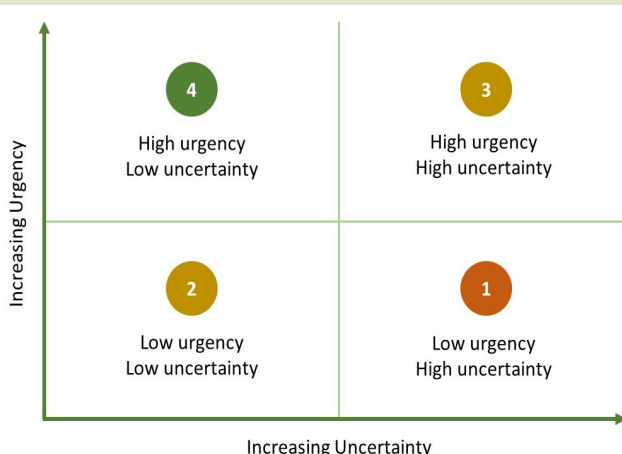 Increasing Urgency
4
High urgency
Low uncertainty
3
High urgency
High uncertainty
2
Low urgency
Low uncertainty
1
Low urgency
High uncertainty
Increasing Uncertainty